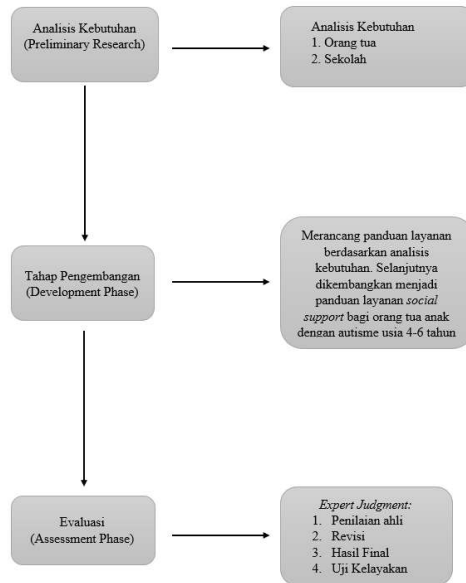 Analisis Kebutuhan
(Preliminary Research)
Analisis Kebutuhan
1. Orang tua
2. Sekolah
Tahap Pengembangan
(Development Phase)
Merancang panduan layanan
berdasarkan analisis
kebutuhan. Selanjutnya
dikembangkan menjadi
panduan layanan social
support bagi orang tua anak
dengan autisme usia 4-6 tahun
Evaluasi
(Assessment Phase)
Expert Judgment:
1. Penilaian ahli
2. Revisi
3. Hasil Final
4. Uji Kelayakan